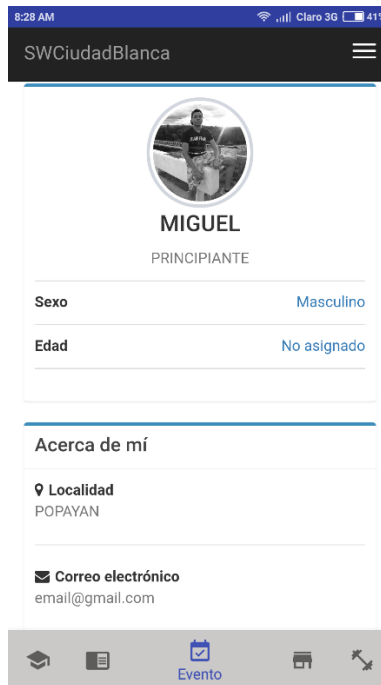 8:28 AM Claro 3G 41%
SWCiudadBlanca
MIGUEL
PRINCIPIANTE
Sexo Masculino
Edad No asignado
Acerca de mí
Localidad
POPAYAN
Correo electrónico
email@gmail.com
Evento